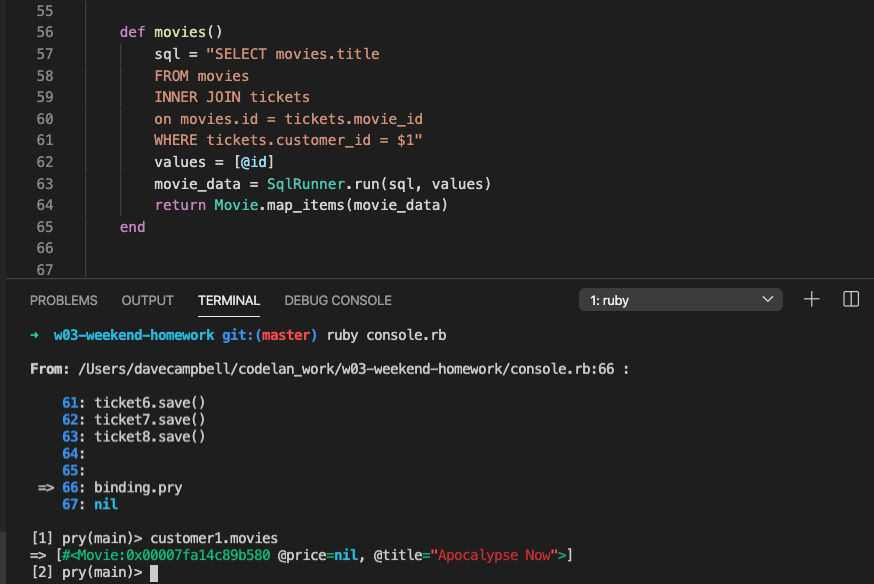 55
56 def movies()
57 sql = "SELECT movies.title
58 FROM movies
59 INNER JOIN tickets
60 on movies.id = tickets.movie_id
61 WHERE tickets.customer_id = $1"
62 values = [@id]
63 movie_data = SqlRunner.run(sql, values)
64 return Movie.map_items(movie_data)
65 end
66
67
PROBLEMS OUTPUT TERMINAL DEBUG CONSOLE 1: ruby
→ w03-weekend-homework git:(master) ruby console.rb
From: /Users/davecampbell/codelan_work/w03-weekend-homework/console.rb:66 :
61: ticket6.save()
62: ticket7.save()
63: ticket8.save()
64:
65:
=> 66: binding.pry
67: nil
[1] pry(main)> customer1.movies
=> [#<Movie:0x00007fa14c89b580 @price=nil, @title="Apocalypse Now">]
[2] pry(main)>